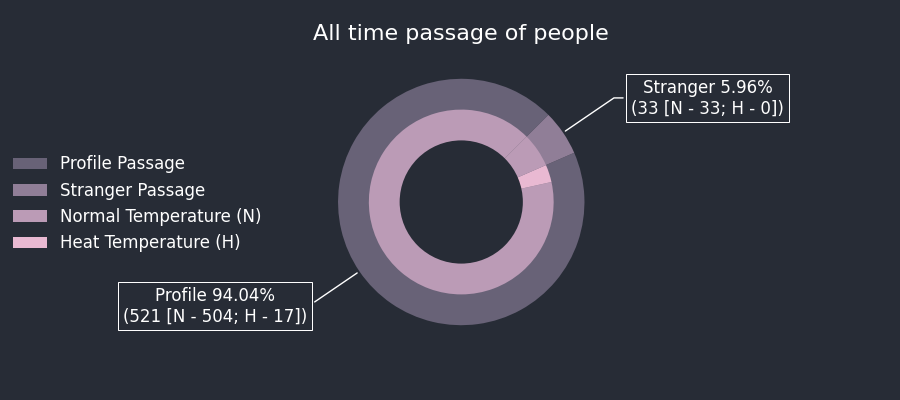 All time passage of people
Stranger 5.96%
(33 [N - 33; H - 0])
Profile Passage
Stranger Passage
Normal Temperature (N)
Heat Temperature (H)
Profile 94.04%
(521 [N - 504; H - 17])